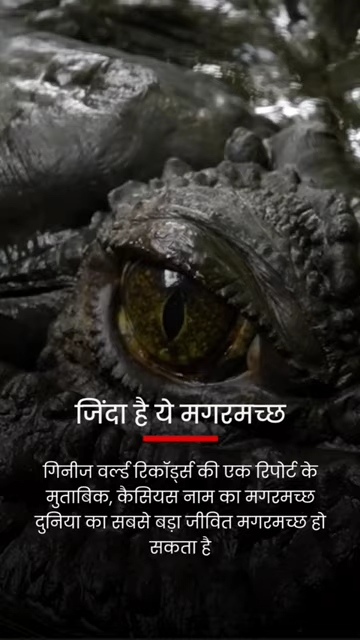 जिंदा है ये मगरमच्छ
गिनीज वर्ल्ड रिकॉर्ड्स की एक रिपोर्ट के
मुताबिक, कैसियस नाम का मगरमच्छ
दुनिया का सबसे बड़ा जीवित मगरमच्छ हो
सकता है